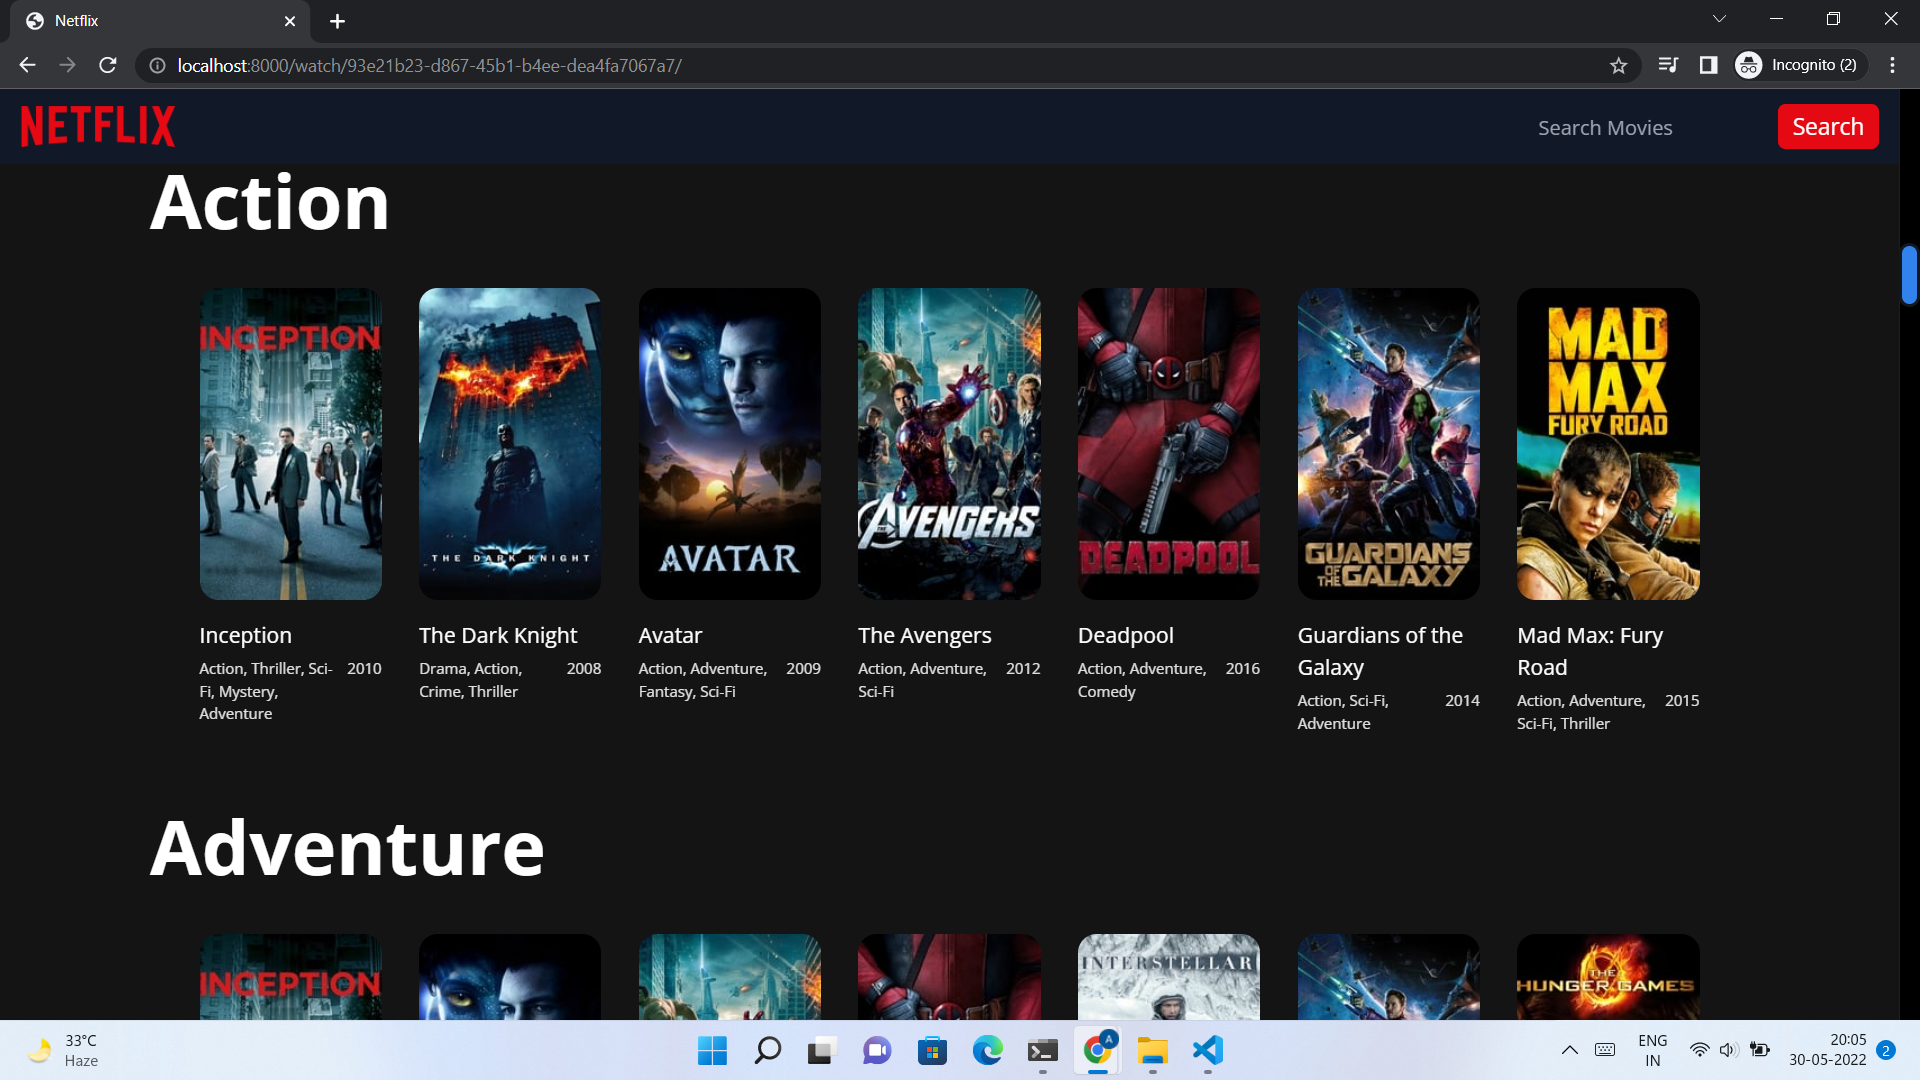 Netflix
localhost:8000/watch/93e21b23-d867-45b1-b4ee-dea4fa7067a7/
Incognito (2)
NETFLIX
Search Movies
Search
Action
INCEPTION
THE DARK KNIGHT
AVATAR
THE AVENGERS
DEADPOOL
GUARDIANS
OF THE GALAXY
MAD
MAX
FURY ROAD
Inception
Action, Thriller, Sci-
Fi, Mystery,
Adventure
2010
The Dark Knight
Drama, Action,
Crime, Thriller
2008
Avatar
Action, Adventure,
Fantasy, Sci-Fi
2009
The Avengers
Action, Adventure,
Sci-Fi
2012
Deadpool
Action, Adventure,
Comedy
2016
Guardians of the
Galaxy
Action, Sci-Fi,
Adventure
2014
Mad Max: Fury
Road
Action, Adventure,
Sci-Fi, Thriller
2015
Adventure
INCEPTION
INTERSTELLAR
THE
HUNGER GAMES
33°C
Haze
A
ENG
IN
20:05
30-05-2022
2